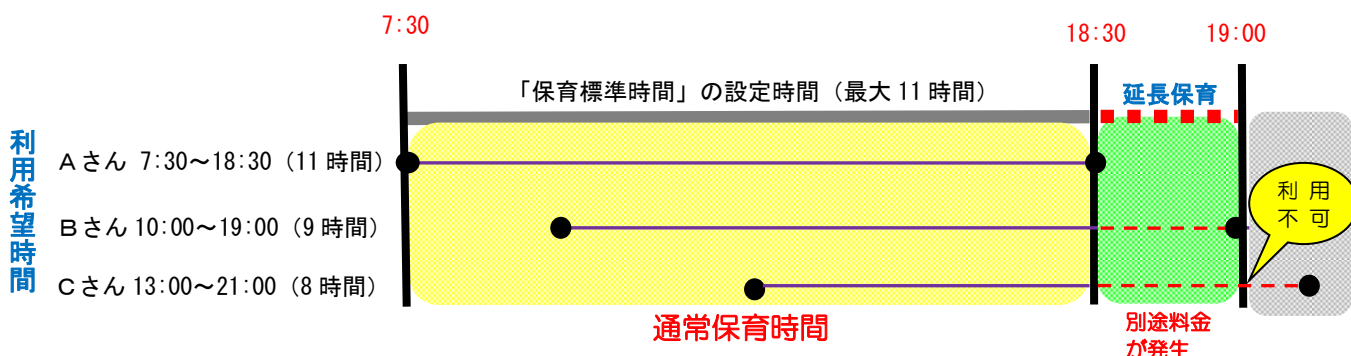 7:30
18:30
19:00
「保育標準時間」の設定時間（最大 11 時間）
延長保育
利用希望時間
Ａさん 7:30～18:30（11 時間）
Ｂさん 10:00～19:00（9 時間）
Ｃさん 13:00～21:00（8 時間）
利 用
不 可
通常保育時間
別途料金
が発生